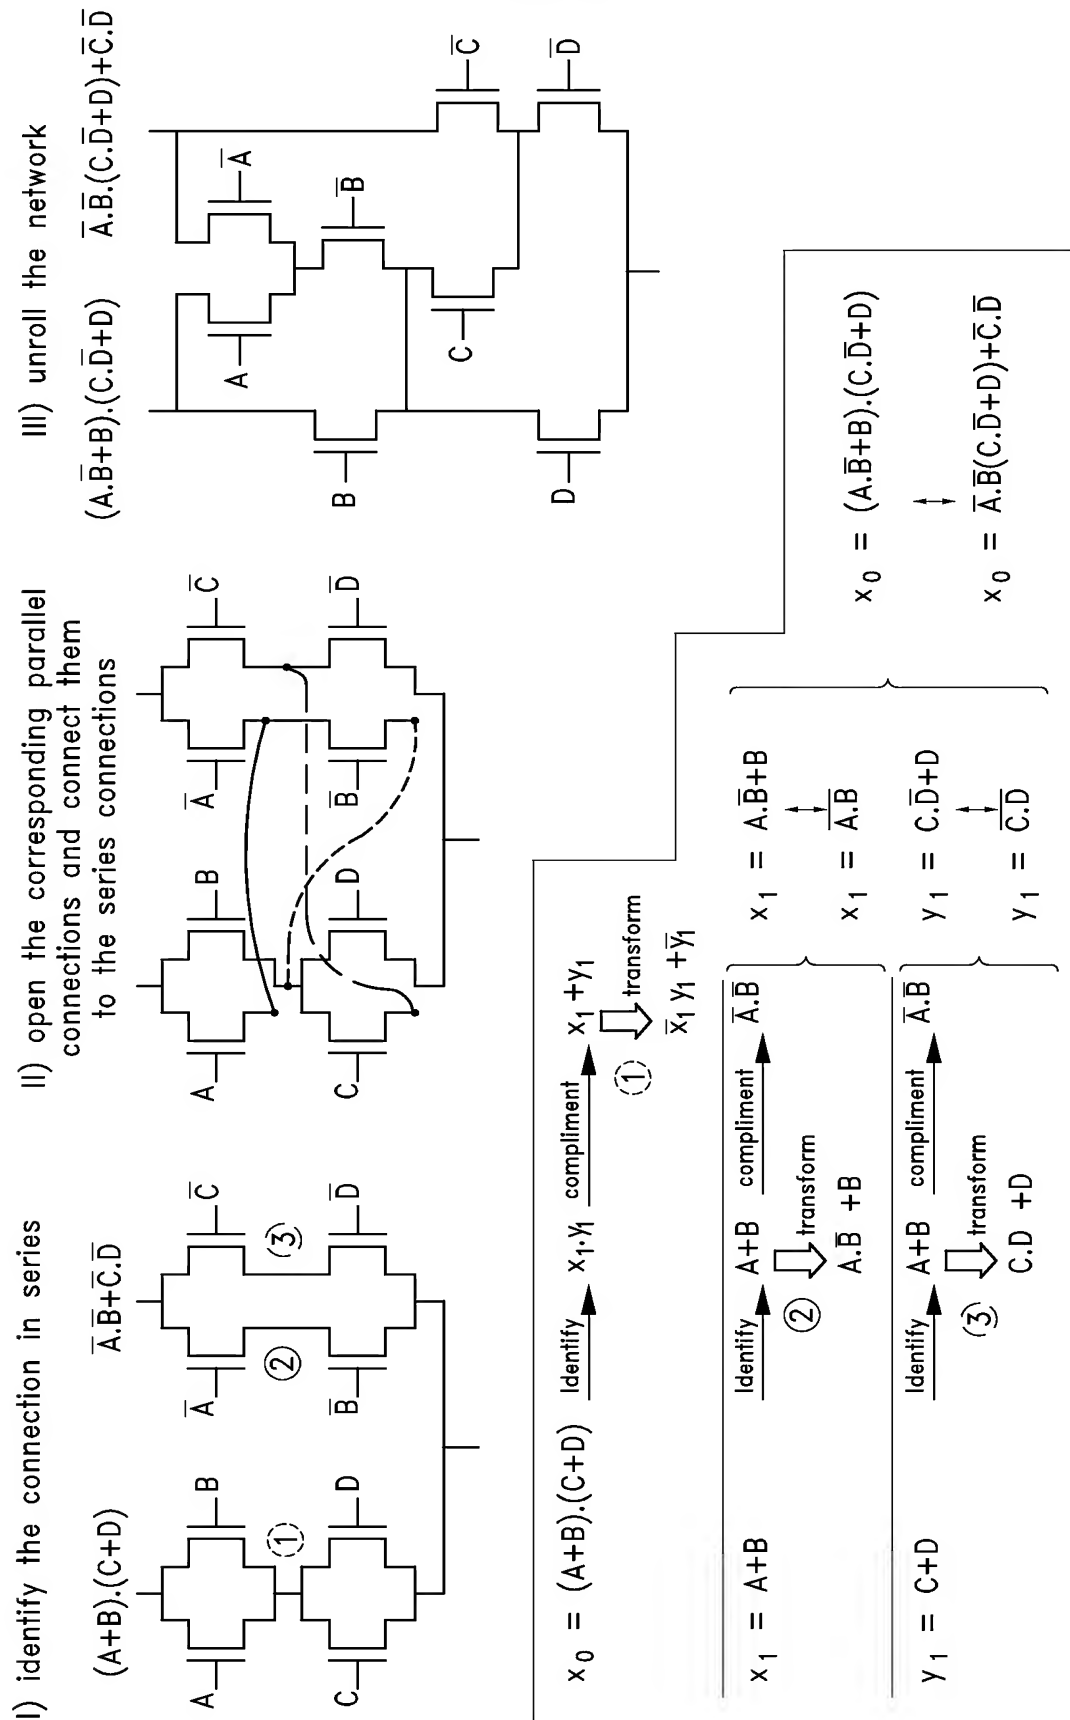 I) identify the connection in series
(A+B).(C+D)
A̅.B̅+C̅.D̅
A
B
A̅
C̅
①
②
③
C
D
B̅
D̅
II) open the corresponding parallel
connections and connect them
to the series connections
A
B
A̅
C̅
C
D
B̅
D̅
III) unroll the network
(A.B̅+B).(C.D̅+D)
A̅.B̅.(C.D̅+D)+C̅.D̅
A
A̅
B
B̅
C
C̅
D
D̅
x₀ = (A+B).(C+D)
Identify
x₁.y₁
compliment
x₁ +y₁
①
transform
x̅₁ y₁ +y̅₁
x₁ = A+B
Identify
A+B
compliment
A̅.B̅
②
transform
A.B̅ +B
x₁ = A.B̅+B
x₁ = A̅.̅B̅
y₁ = C+D
Identify
A+B
compliment
A̅.B̅
③
transform
C.D +D
y₁ = C.D̅+D
y₁ = C̅.̅D̅
x₀ = (A.B̅+B).(C.D̅+D)
x₀ = A̅.B̅(C.D̅+D)+C̅.D̅